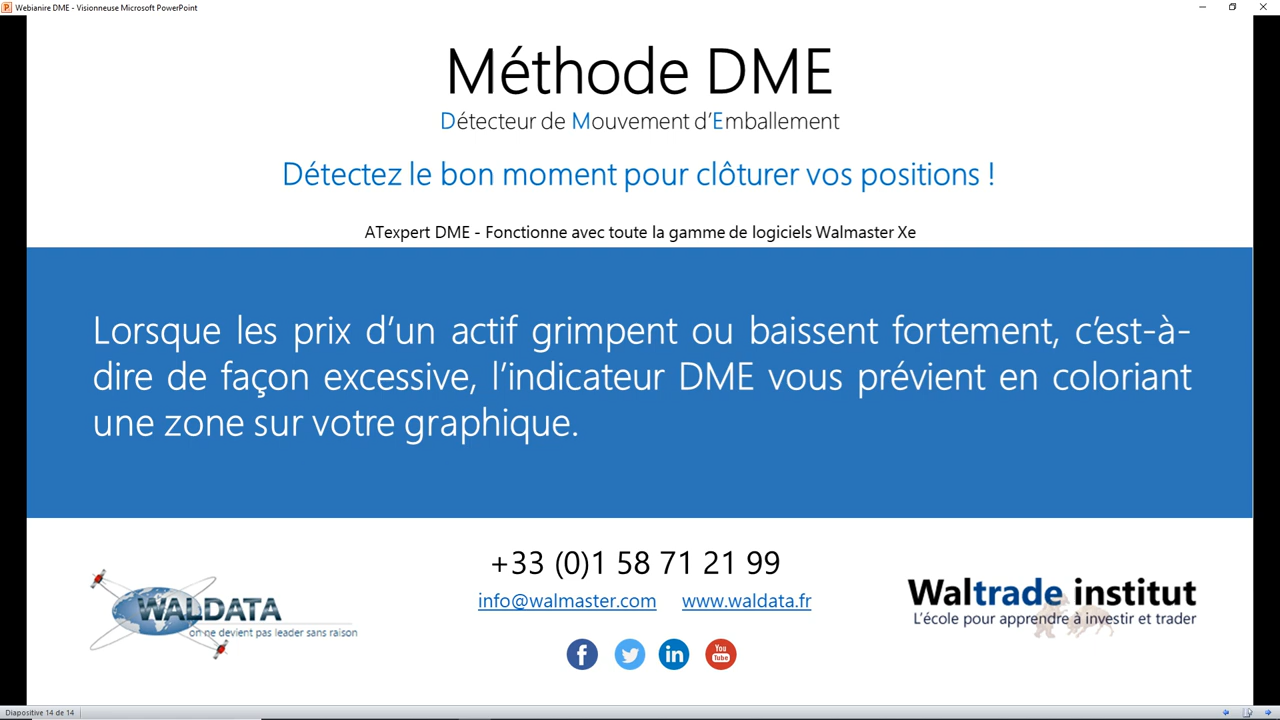 Webianire DME - Visionneuse Microsoft PowerPoint
Méthode DME
Détecteur de Mouvement d'Emballement
Détectez le bon moment pour clôturer vos positions !
ATexpert DME - Fonctionne avec toute la gamme de logiciels Walmaster Xe
Lorsque les prix d'un actif grimpent ou baissent fortement, c'est-à-
dire de façon excessive, l'indicateur DME vous prévient en coloriant
une zone sur votre graphique.
+33 (0)1 58 71 21 99
info@walmaster.com www.waldata.fr
WALDATA
on ne devient pas leader sans raison
Waltrade institut
L'école pour apprendre à investir et trader
You
Tube
Diapositive 14 de 14